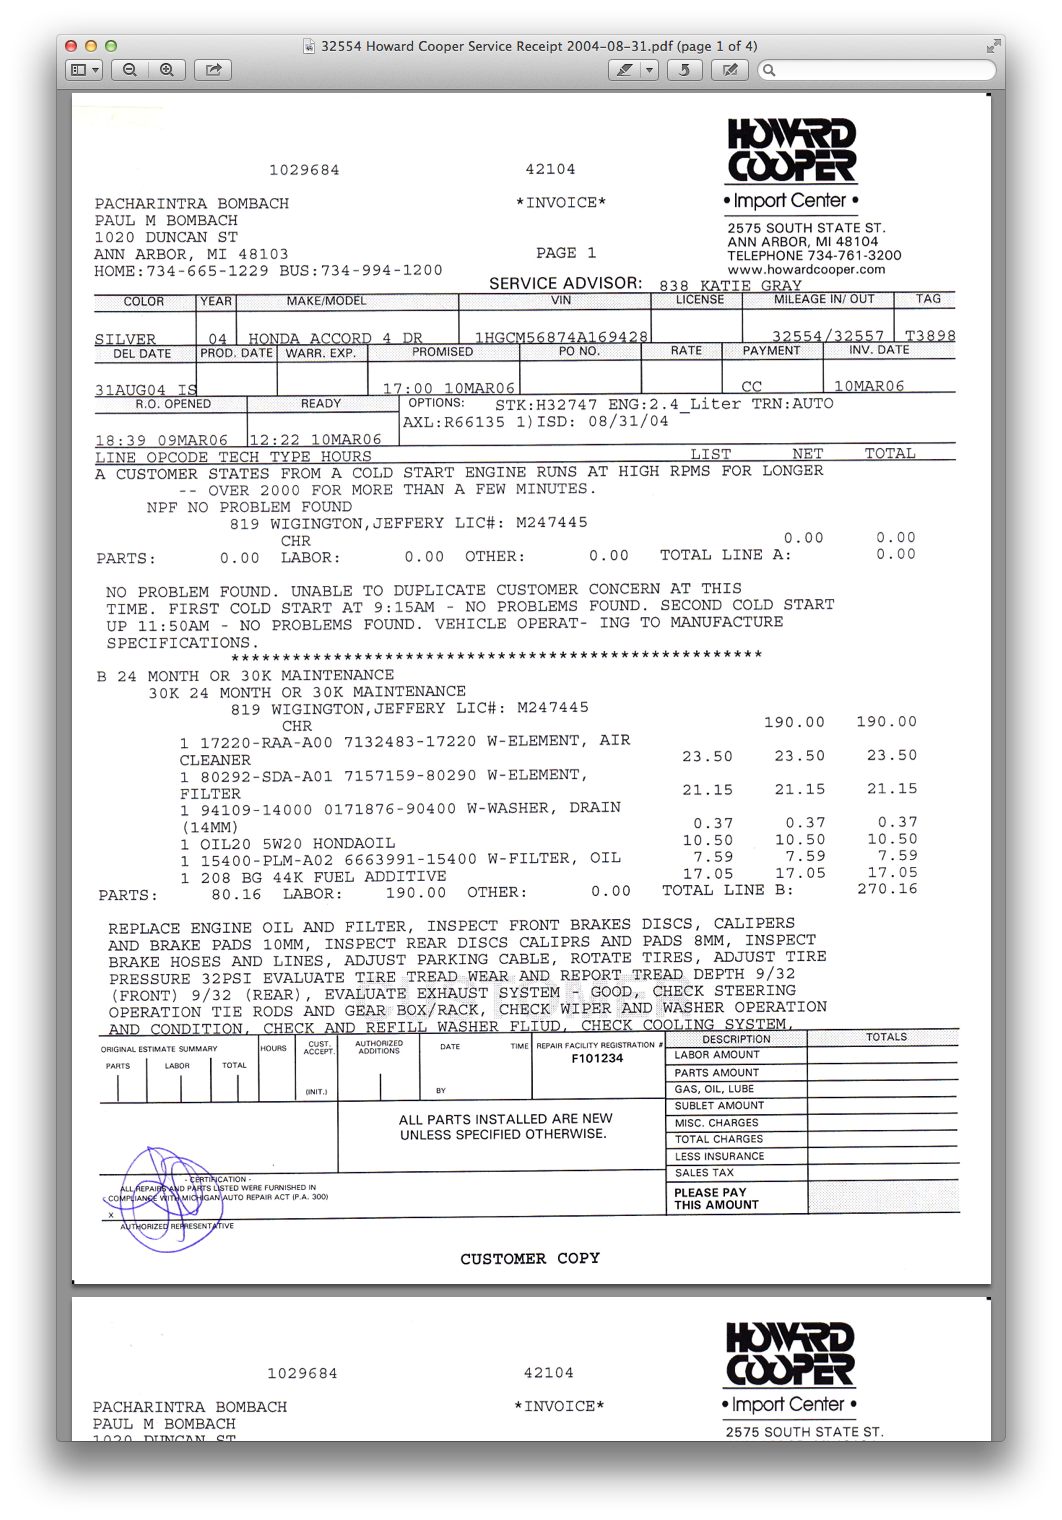 32554 Howard Cooper Service Receipt 2004-08-31.pdf (page 1 of 4)
HOWARD
COOPER
• Import Center •
1029684 42104
PACHARINTRA BOMBACH *INVOICE*
PAUL M BOMBACH
1020 DUNCAN ST
ANN ARBOR, MI 48103 PAGE 1
HOME:734-665-1229 BUS:734-994-1200
2575 SOUTH STATE ST.
ANN ARBOR, MI 48104
TELEPHONE 734-761-3200
www.howardcooper.com
SERVICE ADVISOR: 838 KATIE GRAY
COLOR YEAR MAKE/MODEL VIN LICENSE MILEAGE IN/ OUT TAG
SILVER 04 HONDA ACCORD 4 DR 1HGCM56874A169428 32554/32557 T3898
DEL DATE PROD. DATE WARR. EXP. PROMISED PO NO. RATE PAYMENT INV. DATE
31AUG04 IS 17:00 10MAR06 CC 10MAR06
R.O. OPENED READY OPTIONS: STK:H32747 ENG:2.4_Liter TRN:AUTO
AXL:R66135 1)ISD: 08/31/04
18:39 09MAR06 12:22 10MAR06
LINE OPCODE TECH TYPE HOURS LIST NET TOTAL
A CUSTOMER STATES FROM A COLD START ENGINE RUNS AT HIGH RPMS FOR LONGER
-- OVER 2000 FOR MORE THAN A FEW MINUTES.
NPF NO PROBLEM FOUND
819 WIGINGTON,JEFFERY LIC#: M247445
CHR 0.00 0.00
PARTS: 0.00 LABOR: 0.00 OTHER: 0.00 TOTAL LINE A: 0.00
NO PROBLEM FOUND. UNABLE TO DUPLICATE CUSTOMER CONCERN AT THIS
TIME. FIRST COLD START AT 9:15AM - NO PROBLEMS FOUND. SECOND COLD START
UP 11:50AM - NO PROBLEMS FOUND. VEHICLE OPERAT- ING TO MANUFACTURE
SPECIFICATIONS.
****************************************************
B 24 MONTH OR 30K MAINTENANCE
30K 24 MONTH OR 30K MAINTENANCE
819 WIGINGTON,JEFFERY LIC#: M247445
CHR 190.00 190.00
1 17220-RAA-A00 7132483-17220 W-ELEMENT, AIR
CLEANER 23.50 23.50 23.50
1 80292-SDA-A01 7157159-80290 W-ELEMENT,
FILTER 21.15 21.15 21.15
1 94109-14000 0171876-90400 W-WASHER, DRAIN
(14MM) 0.37 0.37 0.37
1 OIL20 5W20 HONDAOIL 10.50 10.50 10.50
1 15400-PLM-A02 6663991-15400 W-FILTER, OIL 7.59 7.59 7.59
1 208 BG 44K FUEL ADDITIVE 17.05 17.05 17.05
PARTS: 80.16 LABOR: 190.00 OTHER: 0.00 TOTAL LINE B: 270.16
REPLACE ENGINE OIL AND FILTER, INSPECT FRONT BRAKES DISCS, CALIPERS
AND BRAKE PADS 10MM, INSPECT REAR DISCS CALIPRS AND PADS 8MM, INSPECT
BRAKE HOSES AND LINES, ADJUST PARKING CABLE, ROTATE TIRES, ADJUST TIRE
PRESSURE 32PSI EVALUATE TIRE TREAD WEAR AND REPORT TREAD DEPTH 9/32
(FRONT) 9/32 (REAR), EVALUATE EXHAUST SYSTEM - GOOD, CHECK STEERING
OPERATION TIE RODS AND GEAR BOX/RACK, CHECK WIPER AND WASHER OPERATION
AND CONDITION, CHECK AND REFILL WASHER FLIUD, CHECK COOLING SYSTEM,
CUSTOMER
ORIGINAL ESTIMATE SUMMARY HOURS CUST. ACCEPT. AUTHORIZED ADDITIONS DATE TIME REPAIR FACILITY REGISTRATION #
F101234
PARTS LABOR TOTAL (INIT.) BY
DESCRIPTION TOTALS
LABOR AMOUNT
PARTS AMOUNT
GAS, OIL, LUBE
SUBLET AMOUNT
MISC. CHARGES
TOTAL CHARGES
LESS INSURANCE
SALES TAX
PLEASE PAY
THIS AMOUNT
ALL PARTS INSTALLED ARE NEW
UNLESS SPECIFIED OTHERWISE.
- CERTIFICATION -
ALL REPAIRS AND PARTS LISTED WERE FURNISHED IN
COMPLIANCE WITH MICHIGAN AUTO REPAIR ACT (P.A. 300)
X
AUTHORIZED REPRESENTATIVE
CUSTOMER COPY
HOWARD
COOPER
• Import Center •
1029684 42104
PACHARINTRA BOMBACH *INVOICE*
PAUL M BOMBACH
1020 DUNCAN ST
2575 SOUTH STATE ST.